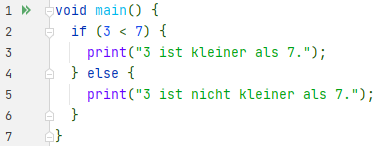 1 void main() {
2   if (3 < 7) {
3     print("3 ist kleiner als 7.");
4   } else {
5     print("3 ist nicht kleiner als 7.");
6   }
7 }